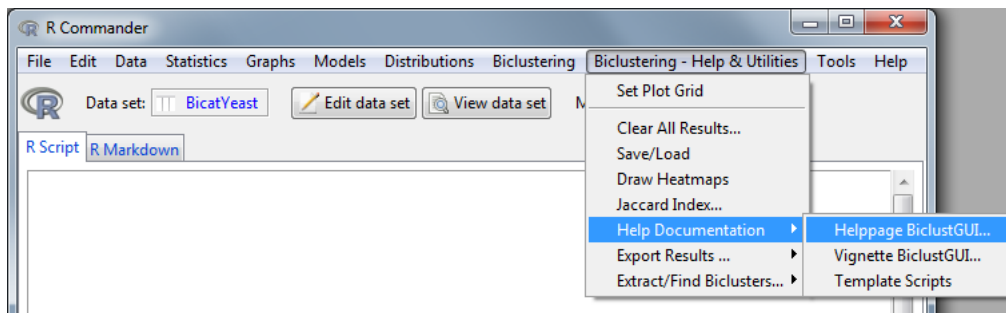 R Commander
File Edit Data Statistics Graphs Models Distributions Biclustering Biclustering - Help & Utilities Tools Help
R Data set: BicatYeast Edit data set View data set M
R Script R Markdown
Set Plot Grid
Clear All Results...
Save/Load
Draw Heatmaps
Jaccard Index...
Help Documentation Helppage BiclustGUI...
Export Results ... Vignette BiclustGUI...
Extract/Find Biclusters... Template Scripts